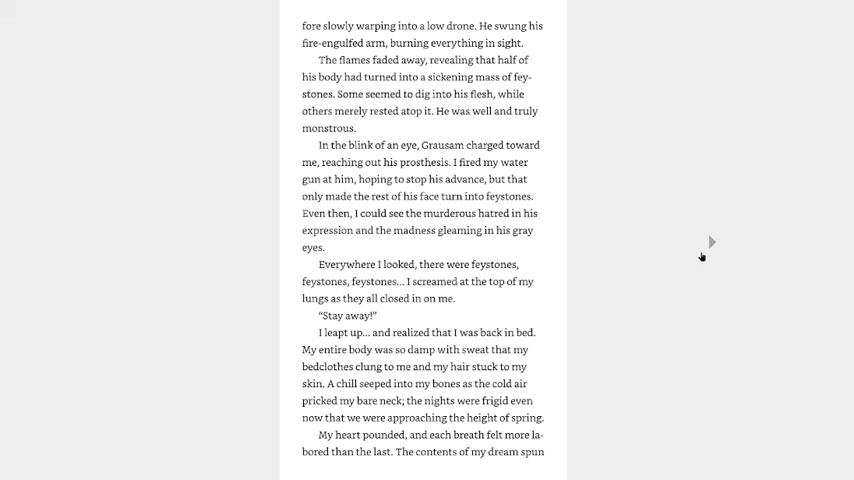 fore slowly warping into a low drone. He swung his
fire-engulfed arm, burning everything in sight.
The flames faded away, revealing that half of
his body had turned into a sickening mass of fey-
stones. Some seemed to dig into his flesh, while
others merely rested atop it. He was well and truly
monstrous.
In the blink of an eye, Grausam charged toward
me, reaching out his prosthesis. I fired my water
gun at him, hoping to stop his advance, but that
only made the rest of his face turn into feystones.
Even then, I could see the murderous hatred in his
expression and the madness gleaming in his gray
eyes.
Everywhere I looked, there were feystones,
feystones, feystones... I screamed at the top of my
lungs as they all closed in on me.
“Stay away!”
I leapt up... and realized that I was back in bed.
My entire body was so damp with sweat that my
bedclothes clung to me and my hair stuck to my
skin. A chill seeped into my bones as the cold air
pricked my bare neck; the nights were frigid even
now that we were approaching the height of spring.
My heart pounded, and each breath felt more la-
bored than the last. The contents of my dream spun